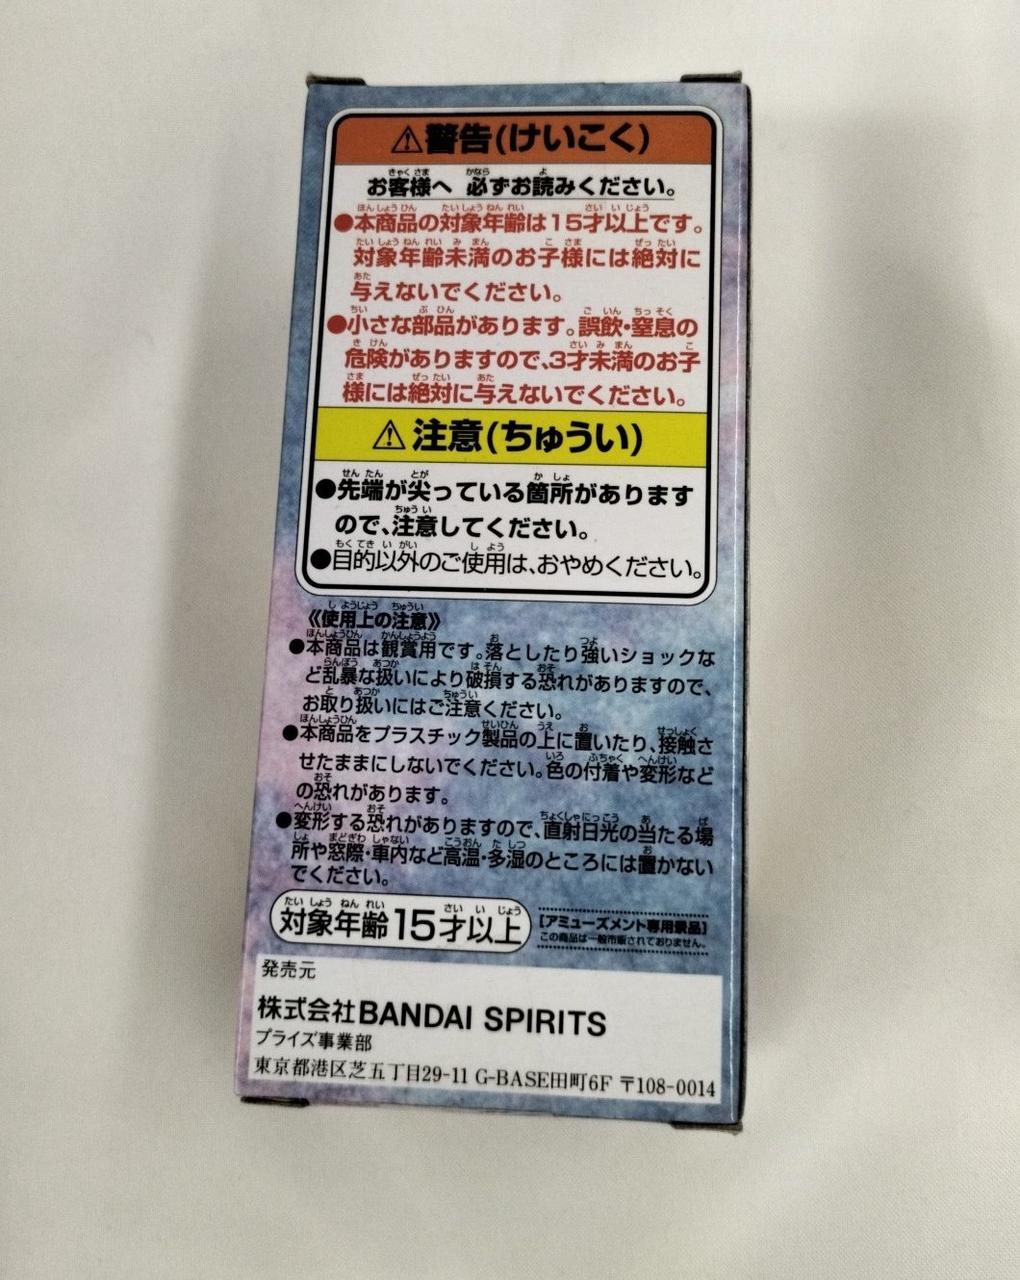 ⚠警告(けいこく)
お客様へ 必ずお読みください。
●本商品の対象年齢は15才以上です。
対象年齢未満のお子様には絶対に
与えないでください。
●小さな部品があります。誤飲・窒息の
危険がありますので、3才未満のお子
様には絶対に与えないでください。
⚠注意(ちゅうい)
●先端が尖っている箇所があります
ので、注意してください。
●目的以外のご使用は、おやめください。
《使用上の注意》
●本商品は観賞用です。落としたり強いショックな
ど乱暴な扱いにより破損する恐れがありますので、
お取り扱いにはご注意ください。
●本商品をプラスチック製品の上に置いたり、接触さ
せたままにしないでください。色の付着や変形など
の恐れがあります。
●変形する恐れがありますので、直射日光の当たる場
所や窓際・車内など高温・多湿のところには置かない
でください。
対象年齢15才以上
[アミューズメント専用景品]
この商品は一般市販されておりません。
発売元
株式会社BANDAI SPIRITS
プライズ事業部
東京都港区芝五丁目29-11 G-BASE田町6F 〒108-0014